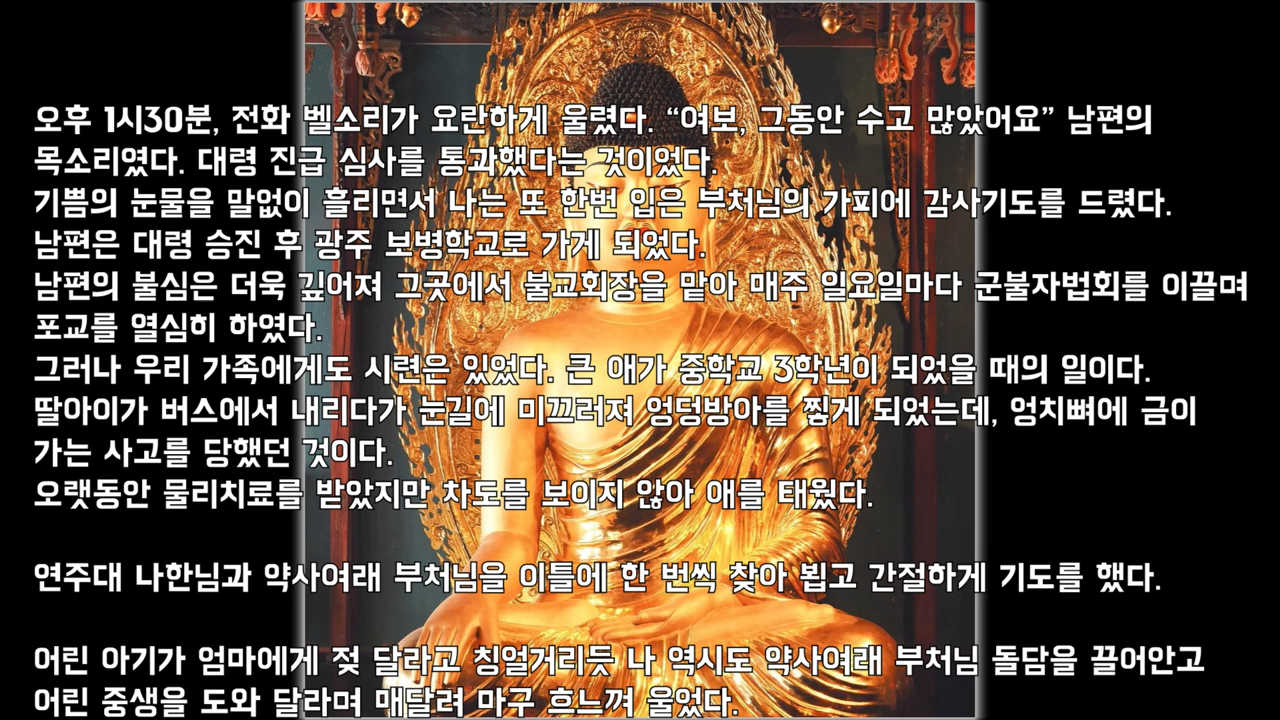 오후 1시30분, 전화 벨소리가 요란하게 울렸다. “여보, 그동안 수고 많았어요” 남편의
목소리였다. 대령 진급 심사를 통과했다는 것이었다.
기쁨의 눈물을 말없이 흘리면서 나는 또 한번 입은 부처님의 가피에 감사기도를 드렸다.
남편은 대령 승진 후 광주 보병학교로 가게 되었다.
남편의 불심은 더욱 깊어져 그곳에서 불교회장을 맡아 매주 일요일마다 군불자법회를 이끌며
포교를 열심히 하였다.
그러나 우리 가족에게도 시련은 있었다. 큰 애가 중학교 3학년이 되었을 때의 일이다.
딸아이가 버스에서 내리다가 눈길에 미끄러져 엉덩방아를 찧게 되었는데, 엉치뼈에 금이
가는 사고를 당했던 것이다.
오랫동안 물리치료를 받았지만 차도를 보이지 않아 애를 태웠다.
연주대 나한님과 약사여래 부처님을 이틀에 한 번씩 찾아 뵙고 간절하게 기도를 했다.
어린 아기가 엄마에게 젖 달라고 칭얼거리듯 나 역시도 약사여래 부처님 돌담을 끌어안고
어린 중생을 도와 달라며 매달려 마구 흐느껴 울었다.